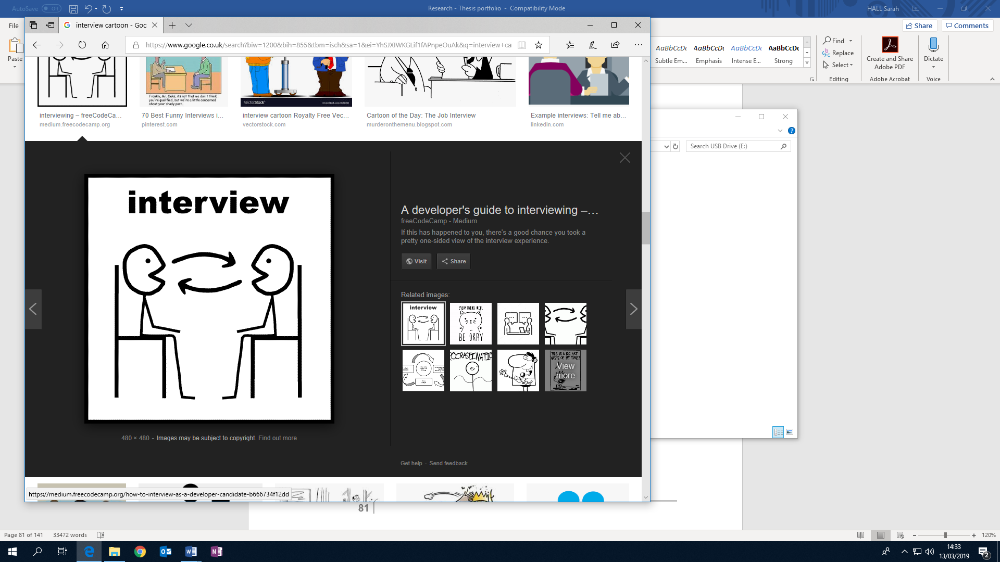 AutoSave Off
Research - Thesis portfolio - Compatibility Mode
HALL Sarah
File
Share
Comments
interview cartoon - Goo
https://www.google.co.uk/search?biw=1200&bih=855&tbm=isch&sa=1&ei=YhSJXIWKGLif1fAPnpeOuAk&q=interview+ca
Paste
AaBbCcDc AaBbCcDc AaBbCcDc AaBbCcDc
Subtle Em... Emphasis Intense E... Strong
Find
Replace
Select
Editing
Create and Share
Adobe PDF
Adobe Acrobat
Dictate
Voice
Frankly, Mr. Oaks, its not that we don't think
you're qualified, but we're a little concerned
about your shady past.
VectorStock
interviewing – freeCodeCa...
medium.freecodecamp.org
70 Best Funny Interviews i...
pinterest.com
interview cartoon Royalty Free Vec...
vectorstock.com
Cartoon of the Day: The Job Interview
murderonthemenu.blogspot.com
Example interviews: Tell me ab...
linkedin.com
Search USB Drive (E:)
interview
A developer's guide to interviewing –...
freeCodeCamp - Medium
If this has happened to you, there's a good chance you took a
pretty one-sided view of the interview experience.
Visit
Share
Related images:
interview
EVERYTHING WILL
BE OKAY
ROCRASTINATIO
THIS IS A BIG, FAT
WASTE OF MY TIME!
View
more
480 × 480 - Images may be subject to copyright. Find out more
Get help - Send feedback
https://medium.freecodecamp.org/how-to-interview-as-a-developer-candidate-b666734f12dd
81
Page 81 of 141
33472 words
120%
14:33
13/03/2019
2